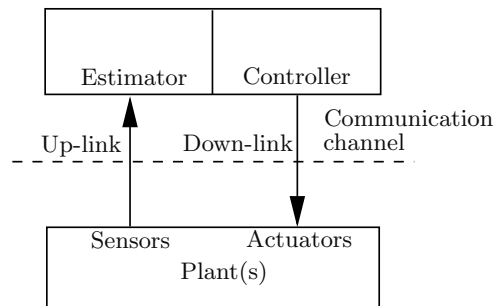 Estimator
Controller
Up-link
Down-link
Communication
channel
Sensors
Actuators
Plant(s)